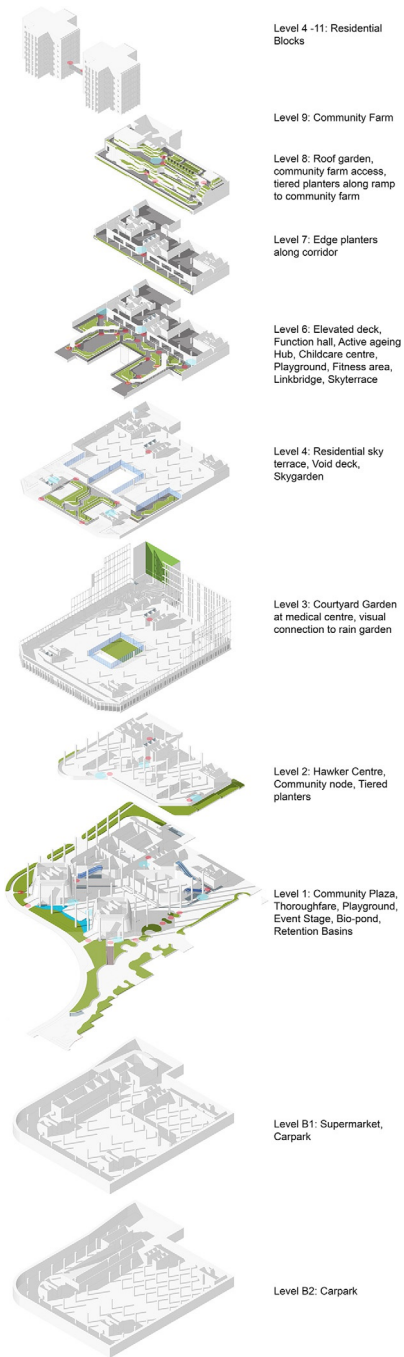 Level 4 -11: Residential
Blocks
Level 9: Community Farm
Level 8: Roof garden,
community farm access,
tiered planters along ramp
to community farm
Level 7: Edge planters
along corridor
Level 6: Elevated deck,
Function hall, Active ageing
Hub, Childcare centre,
Playground, Fitness area,
Linkbridge, Skyterrace
Level 4: Residential sky
terrace, Void deck,
Skygarden
Level 3: Courtyard Garden
at medical centre, visual
connection to rain garden
Level 2: Hawker Centre,
Community node, Tiered
planters
Level 1: Community Plaza,
Thoroughfare, Playground,
Event Stage, Bio-pond,
Retention Basins
Level B1: Supermarket,
Carpark
Level B2: Carpark